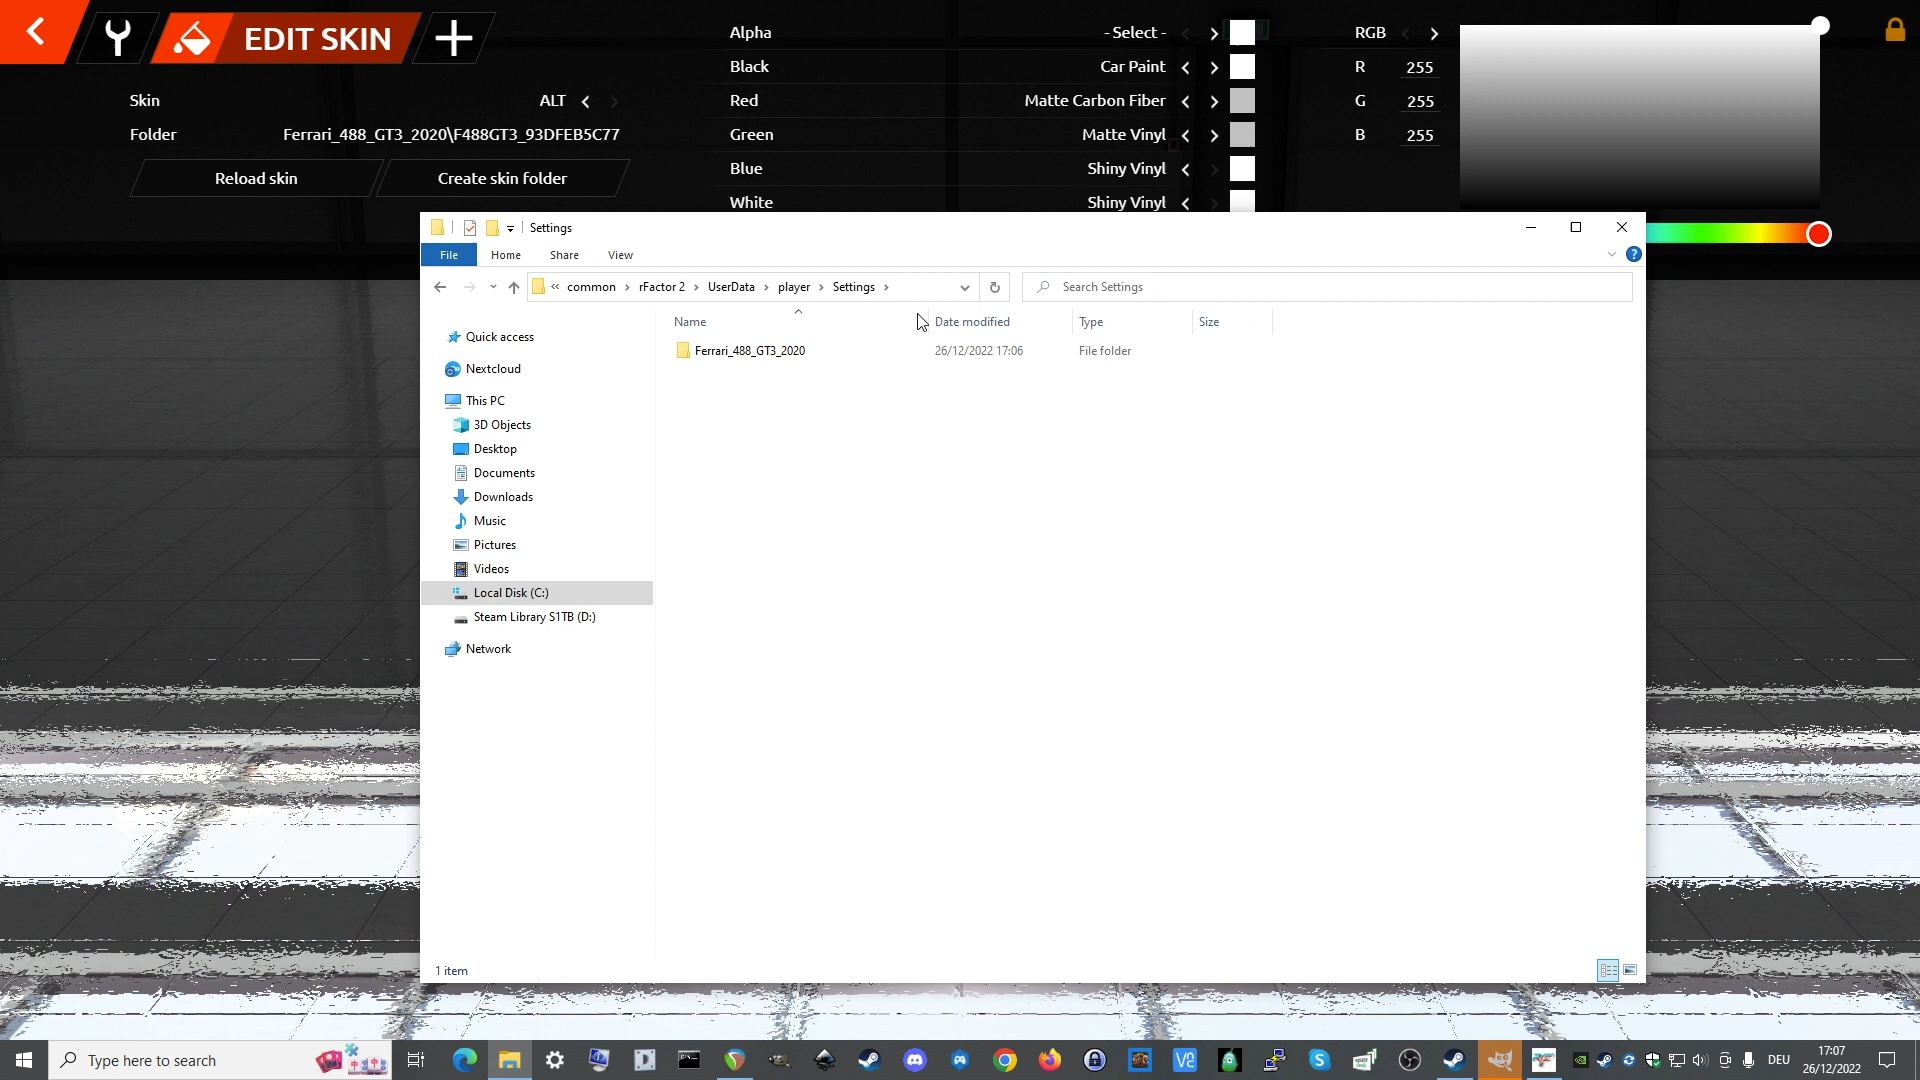 EDIT SKIN
Skin ALT
Folder Ferrari_488_GT3_2020\F488GT3_93DFEB5C77
Reload skin Create skin folder
Alpha - Select -
Black Car Paint
Red Matte Carbon Fiber
Green Matte Vinyl
Blue Shiny Vinyl
White Shiny Vinyl
RGB
R 255
G 255
B 255
Settings
File Home Share View
« common › rFactor 2 › UserData › player › Settings ›
Search Settings
Name Date modified Type Size
Ferrari_488_GT3_2020 26/12/2022 17:06 File folder
Quick access
Nextcloud
This PC
3D Objects
Desktop
Documents
Downloads
Music
Pictures
Videos
Local Disk (C:)
Steam Library S1TB (D:)
Network
1 item
Type here to search
DEU
17:07
26/12/2022